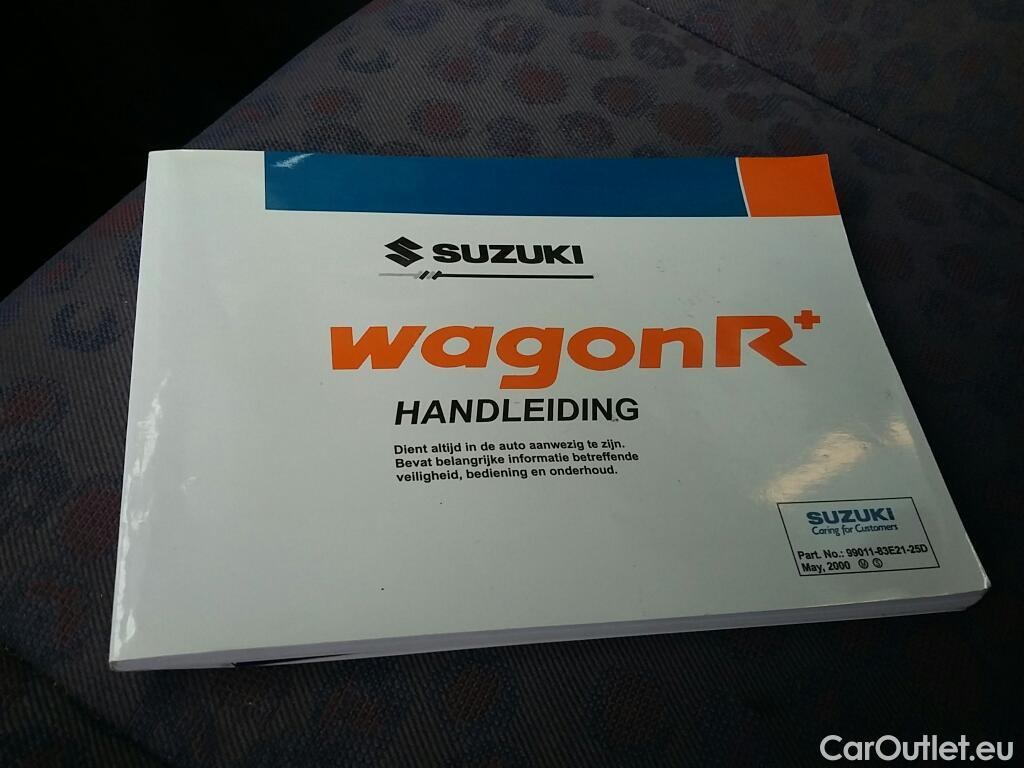 SUZUKI
wagonR+
HANDLEIDING
Dient altijd in de auto aanwezig te zijn.
Bevat belangrijke informatie betreffende
veiligheid, bediening en onderhoud.
SUZUKI
Caring for Customers
Part. No.: 99011-83E21-25D
May, 2000 Ⓜ Ⓢ
CarOutlet.eu